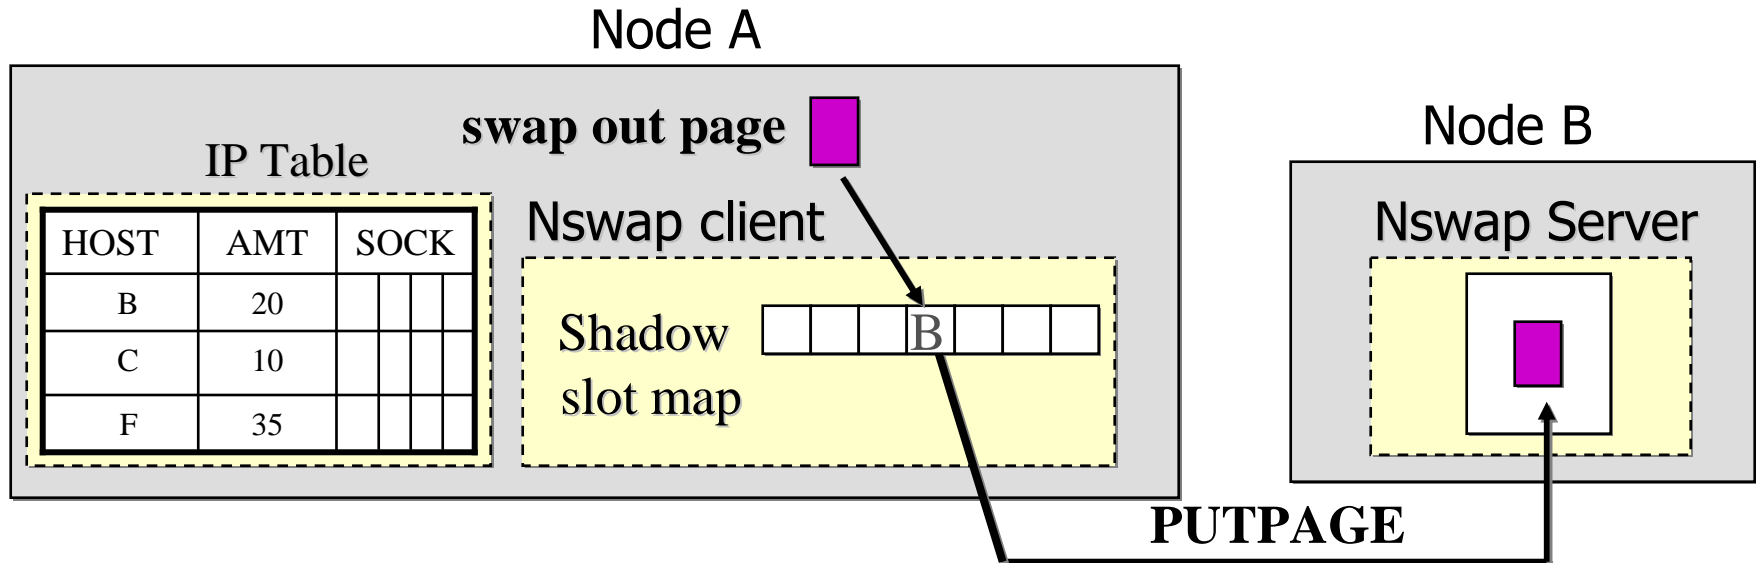 Node A
swap out page
IP Table
HOST AMT SOCK
B 20
C 10
F 35
Nswap client
Shadow
slot map
B
Node B
Nswap Server
PUTPAGE